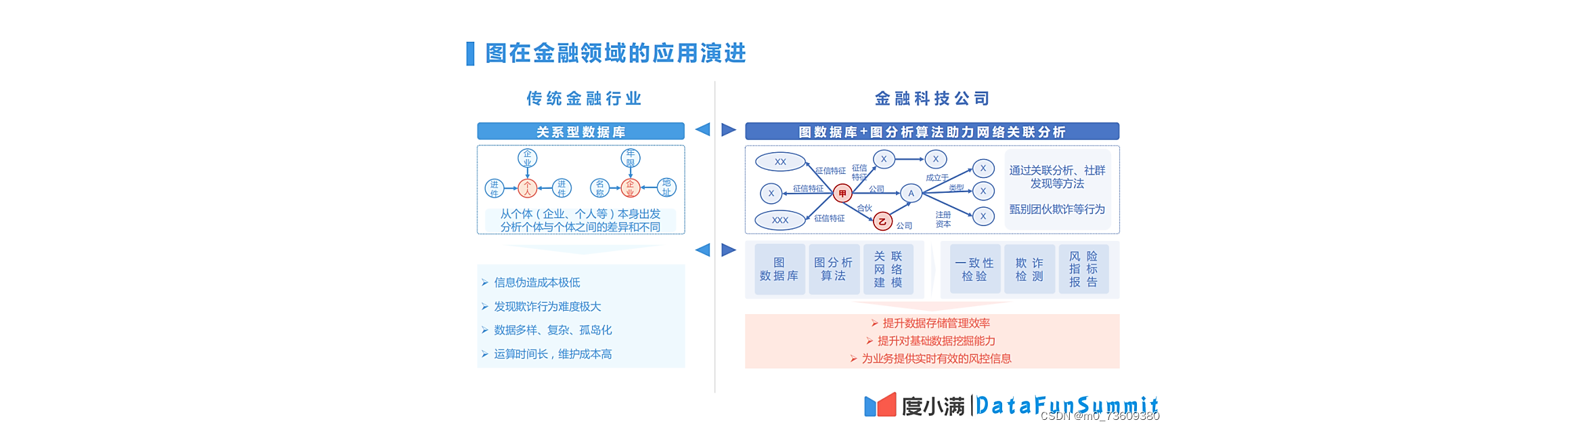 图在金融领域的应用演进
传统金融行业
关系型数据库
企业
进件
个人
进件
年限
名称
企业
地址
从个体（企业、个人等）本身出发
分析个体与个体之间的差异和不同
➢ 信息伪造成本极低
➢ 发现欺诈行为难度极大
➢ 数据多样、复杂、孤岛化
➢ 运算时间长，维护成本高
金融科技公司
图数据库+图分析算法助力网络关联分析
XX
征信特征
征信
特征
X
X
成立于
X
X
征信特征
甲
公司
A
类型
X
XXX
征信特征
合伙
乙
公司
注册
资本
X
通过关联分析、社群
发现等方法
甄别团伙欺诈等行为
图
数据库
图分析
算法
关联
网络
建模
一致性
检验
欺诈
检测
风险
指标
报告
➢ 提升数据存储管理效率
➢ 提升对基础数据挖掘能力
➢ 为业务提供实时有效的风控信息
度小满|DataFunSummit
CSDN @m0_73609380